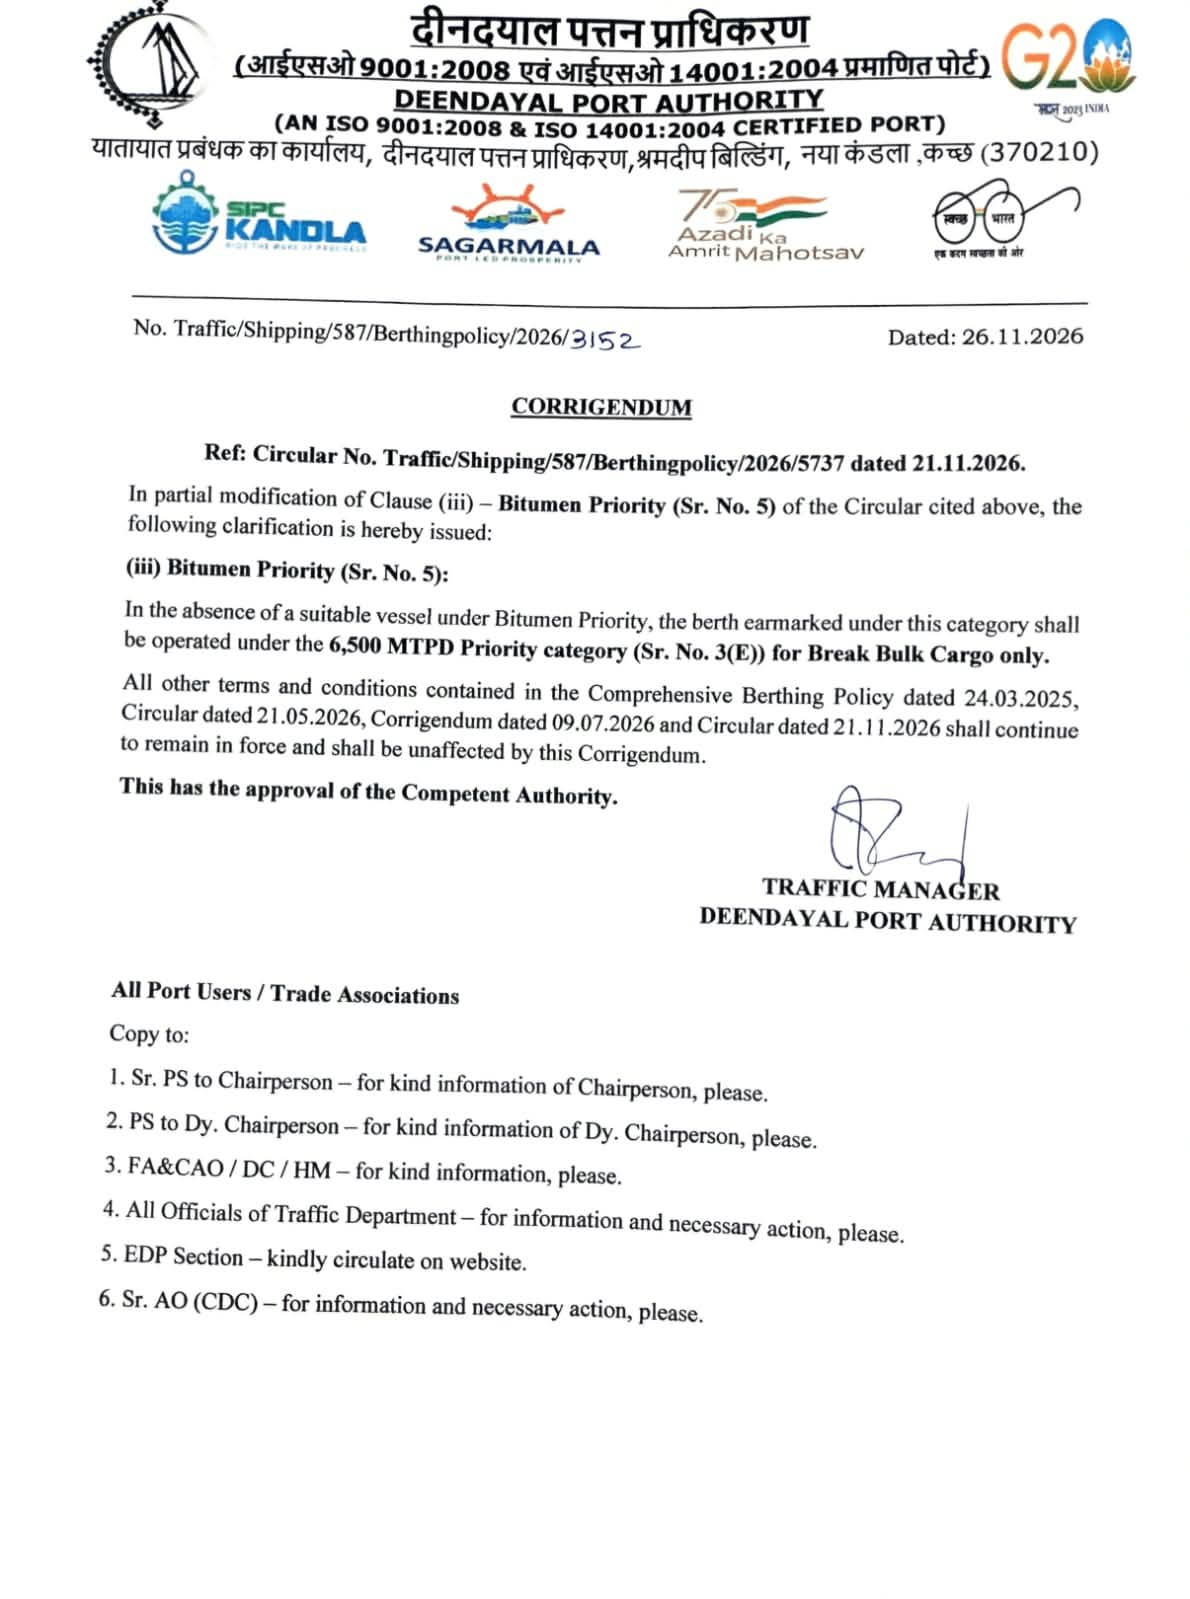 दीनदयाल पत्तन प्राधिकरण
(आईएसओ 9001:2008 एवं आईएसओ 14001:2004 प्रमाणित पोर्ट)
DEENDAYAL PORT AUTHORITY
(AN ISO 9001:2008 & ISO 14001:2004 CERTIFIED PORT)
यातायात प्रबंधक का कार्यालय, दीनदयाल पत्तन प्राधिकरण,श्रमदीप बिल्डिंग, नया कंडला ,कच्छ (370210)
G20
भारत 2023 INDIA
SIPC
KANDLA
SAGARMALA
PORT LED PROSPERITY
75
Azadi Ka
Amrit Mahotsav
स्वच्छ भारत
एक कदम स्वच्छता की ओर
No. Traffic/Shipping/587/Berthingpolicy/2026/3152
Dated: 26.11.2026
CORRIGENDUM
Ref: Circular No. Traffic/Shipping/587/Berthingpolicy/2026/5737 dated 21.11.2026.
In partial modification of Clause (iii) – Bitumen Priority (Sr. No. 5) of the Circular cited above, the
following clarification is hereby issued:
(iii) Bitumen Priority (Sr. No. 5):
In the absence of a suitable vessel under Bitumen Priority, the berth earmarked under this category shall
be operated under the 6,500 MTPD Priority category (Sr. No. 3(E)) for Break Bulk Cargo only.
All other terms and conditions contained in the Comprehensive Berthing Policy dated 24.03.2025,
Circular dated 21.05.2026, Corrigendum dated 09.07.2026 and Circular dated 21.11.2026 shall continue
to remain in force and shall be unaffected by this Corrigendum.
This has the approval of the Competent Authority.
TRAFFIC MANAGER
DEENDAYAL PORT AUTHORITY
All Port Users / Trade Associations
Copy to:
1. Sr. PS to Chairperson – for kind information of Chairperson, please.
2. PS to Dy. Chairperson – for kind information of Dy. Chairperson, please.
3. FA&CAO / DC / HM – for kind information, please.
4. All Officials of Traffic Department – for information and necessary action, please.
5. EDP Section – kindly circulate on website.
6. Sr. AO (CDC) – for information and necessary action, please.